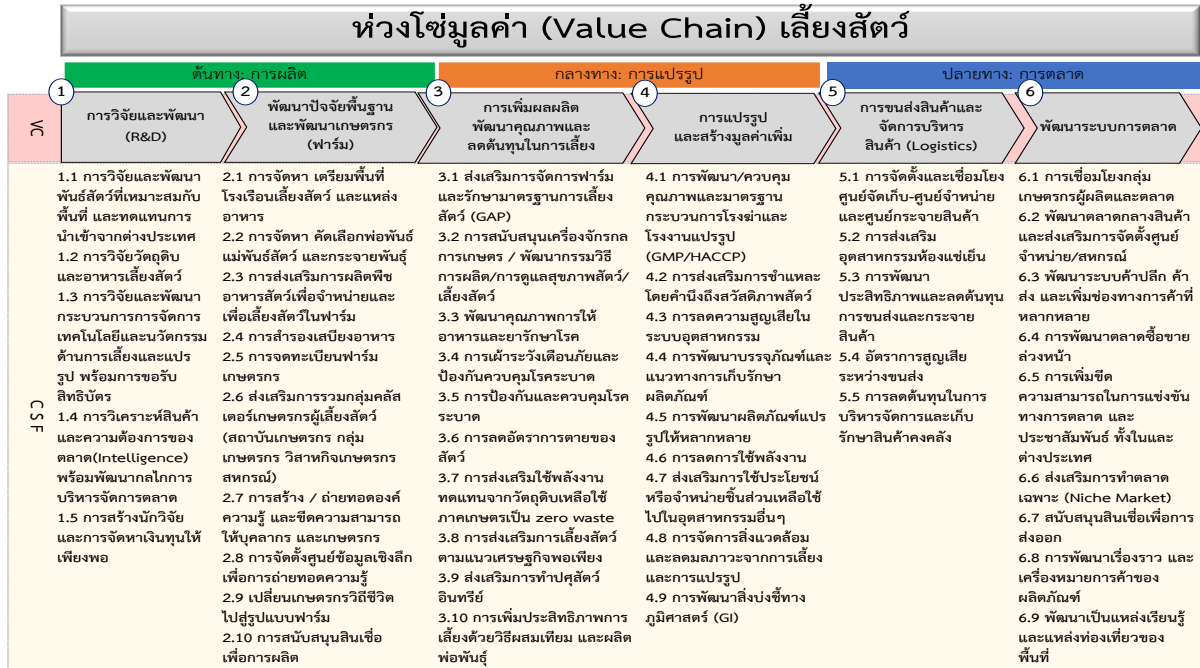 ห่วงโซ่มูลค่า (Value Chain) เลี้ยงสัตว์
ต้นทาง: การผลิต
กลางทาง: การแปรรูป
ปลายทาง: การตลาด
VC
1
การวิจัยและพัฒนา
(R&D)
2
พัฒนาปัจจัยพื้นฐาน
และพัฒนาเกษตรกร
(ฟาร์ม)
3
การเพิ่มผลผลิต
พัฒนาคุณภาพและ
ลดต้นทุนในการเลี้ยง
4
การแปรรูป
และสร้างมูลค่าเพิ่ม
5
การขนส่งสินค้าและ
จัดการบริหาร
สินค้า (Logistics)
6
พัฒนาระบบการตลาด
CSF
1.1 การวิจัยและพัฒนา
พันธ์สัตว์ที่เหมาะสมกับ
พื้นที่ และทดแทนการ
นำเข้าจากต่างประเทศ
1.2 การวิจัยวัตถุดิบ
และอาหารเลี้ยงสัตว์
1.3 การวิจัยและพัฒนา
กระบวนการการจัดการ
เทคโนโลยีและนวัตกรรม
ด้านการเลี้ยงและแปร
รูป พร้อมการขอรับ
สิทธิบัตร
1.4 การวิเคราะห์สินค้า
และความต้องการของ
ตลาด(Intelligence)
พร้อมพัฒนากลไกการ
บริหารจัดการตลาด
1.5 การสร้างนักวิจัย
และการจัดหาเงินทุนให้
เพียงพอ
2.1 การจัดหา เตรียมพื้นที่
โรงเรือนเลี้ยงสัตว์ และแหล่ง
อาหาร
2.2 การจัดหา คัดเลือกพ่อพันธ์
แม่พันธ์สัตว์ และกระจายพันธุ์
2.3 การส่งเสริมการผลิตพืช
อาหารสัตว์เพื่อจำหน่ายและ
เพื่อเลี้ยงสัตว์ในฟาร์ม
2.4 การสำรองเสบียงอาหาร
2.5 การจดทะเบียนฟาร์ม
เกษตรกร
2.6 ส่งเสริมการรวมกลุ่มคลัส
เตอร์เกษตรกรผู้เลี้ยงสัตว์
(สถาบันเกษตรกร กลุ่ม
เกษตรกร วิสาหกิจเกษตรกร
สหกรณ์)
2.7 การสร้าง / ถ่ายทอดองค์
ความรู้ และขีดความสามารถ
ให้บุคลากร และเกษตรกร
2.8 การจัดตั้งศูนย์ข้อมูลเชิงลึก
เพื่อการถ่ายทอดความรู้
2.9 เปลี่ยนเกษตรกรวิถีชีวิต
ไปสู่รูปแบบฟาร์ม
2.10 การสนับสนุนสินเชื่อ
เพื่อการผลิต
3.1 ส่งเสริมการจัดการฟาร์ม
และรักษามาตรฐานการเลี้ยง
สัตว์ (GAP)
3.2 การสนับสนุนเครื่องจักรกล
การเกษตร / พัฒนากรรมวิธี
การผลิต/การดูแลสุขภาพสัตว์/
เลี้ยงสัตว์
3.3 พัฒนาคุณภาพการให้
อาหารและยารักษาโรค
3.4 การเฝ้าระวังเตือนภัยและ
ป้องกันควบคุมโรคระบาด
3.5 การป้องกันและควบคุมโรค
ระบาด
3.6 การลดอัตราการตายของ
สัตว์
3.7 การส่งเสริมใช้พลังงาน
ทดแทนจากวัตถุดิบเหลือใช้
ภาคเกษตรเป็น zero waste
3.8 การส่งเสริมการเลี้ยงสัตว์
ตามแนวเศรษฐกิจพอเพียง
3.9 ส่งเสริมการทำปศุสัตว์
อินทรีย์
3.10 การเพิ่มประสิทธิภาพการ
เลี้ยงด้วยวิธีผสมเทียม และผลิต
พ่อพันธุ์
4.1 การพัฒนา/ควบคุม
คุณภาพและมาตรฐาน
กระบวนการโรงฆ่าและ
โรงงานแปรรูป
(GMP/HACCP)
4.2 การส่งเสริมการชำแหละ
โดยคำนึงถึงสวัสดิภาพสัตว์
4.3 การลดความสูญเสียใน
ระบบอุตสาหกรรม
4.4 การพัฒนาบรรจุภัณฑ์และ
แนวทางการเก็บรักษา
ผลิตภัณฑ์
4.5 การพัฒนาผลิตภัณฑ์แปร
รูปให้หลากหลาย
4.6 การลดการใช้พลังงาน
4.7 ส่งเสริมการใช้ประโยชน์
หรือจำหน่ายชิ้นส่วนเหลือใช้
ไปในอุตสาหกรรมอื่นๆ
4.8 การจัดการสิ่งแวดล้อม
และลดมลภาวะจากการเลี้ยง
และการแปรรูป
4.9 การพัฒนาสิ่งบ่งชี้ทาง
ภูมิศาสตร์ (GI)
5.1 การจัดตั้งและเชื่อมโยง
ศูนย์จัดเก็บ-ศูนย์จำหน่าย
และศูนย์กระจายสินค้า
5.2 การส่งเสริม
อุตสาหกรรมห้องแช่เย็น
5.3 การพัฒนา
ประสิทธิภาพและลดต้นทุน
การขนส่งและกระจาย
สินค้า
5.4 อัตราการสูญเสีย
ระหว่างขนส่ง
5.5 การลดต้นทุนในการ
บริหารจัดการและเก็บ
รักษาสินค้าคงคลัง
6.1 การเชื่อมโยงกลุ่ม
เกษตรกรผู้ผลิตและตลาด
6.2 พัฒนาตลาดกลางสินค้า
และส่งเสริมการจัดตั้งศูนย์
จำหน่าย/สหกรณ์
6.3 พัฒนาระบบค้าปลีก ค้า
ส่ง และเพิ่มช่องทางการค้าที่
หลากหลาย
6.4 การพัฒนาตลาดซื้อขาย
ล่วงหน้า
6.5 การเพิ่มขีด
ความสามารถในการแข่งขัน
ทางการตลาด และ
ประชาสัมพันธ์ ทั้งในและ
ต่างประเทศ
6.6 ส่งเสริมการทำตลาด
เฉพาะ (Niche Market)
6.7 สนับสนุนสินเชื่อเพื่อการ
ส่งออก
6.8 การพัฒนาเรื่องราว และ
เครื่องหมายการค้าของ
ผลิตภัณฑ์
6.9 พัฒนาเป็นแหล่งเรียนรู้
และแหล่งท่องเที่ยวของ
พื้นที่